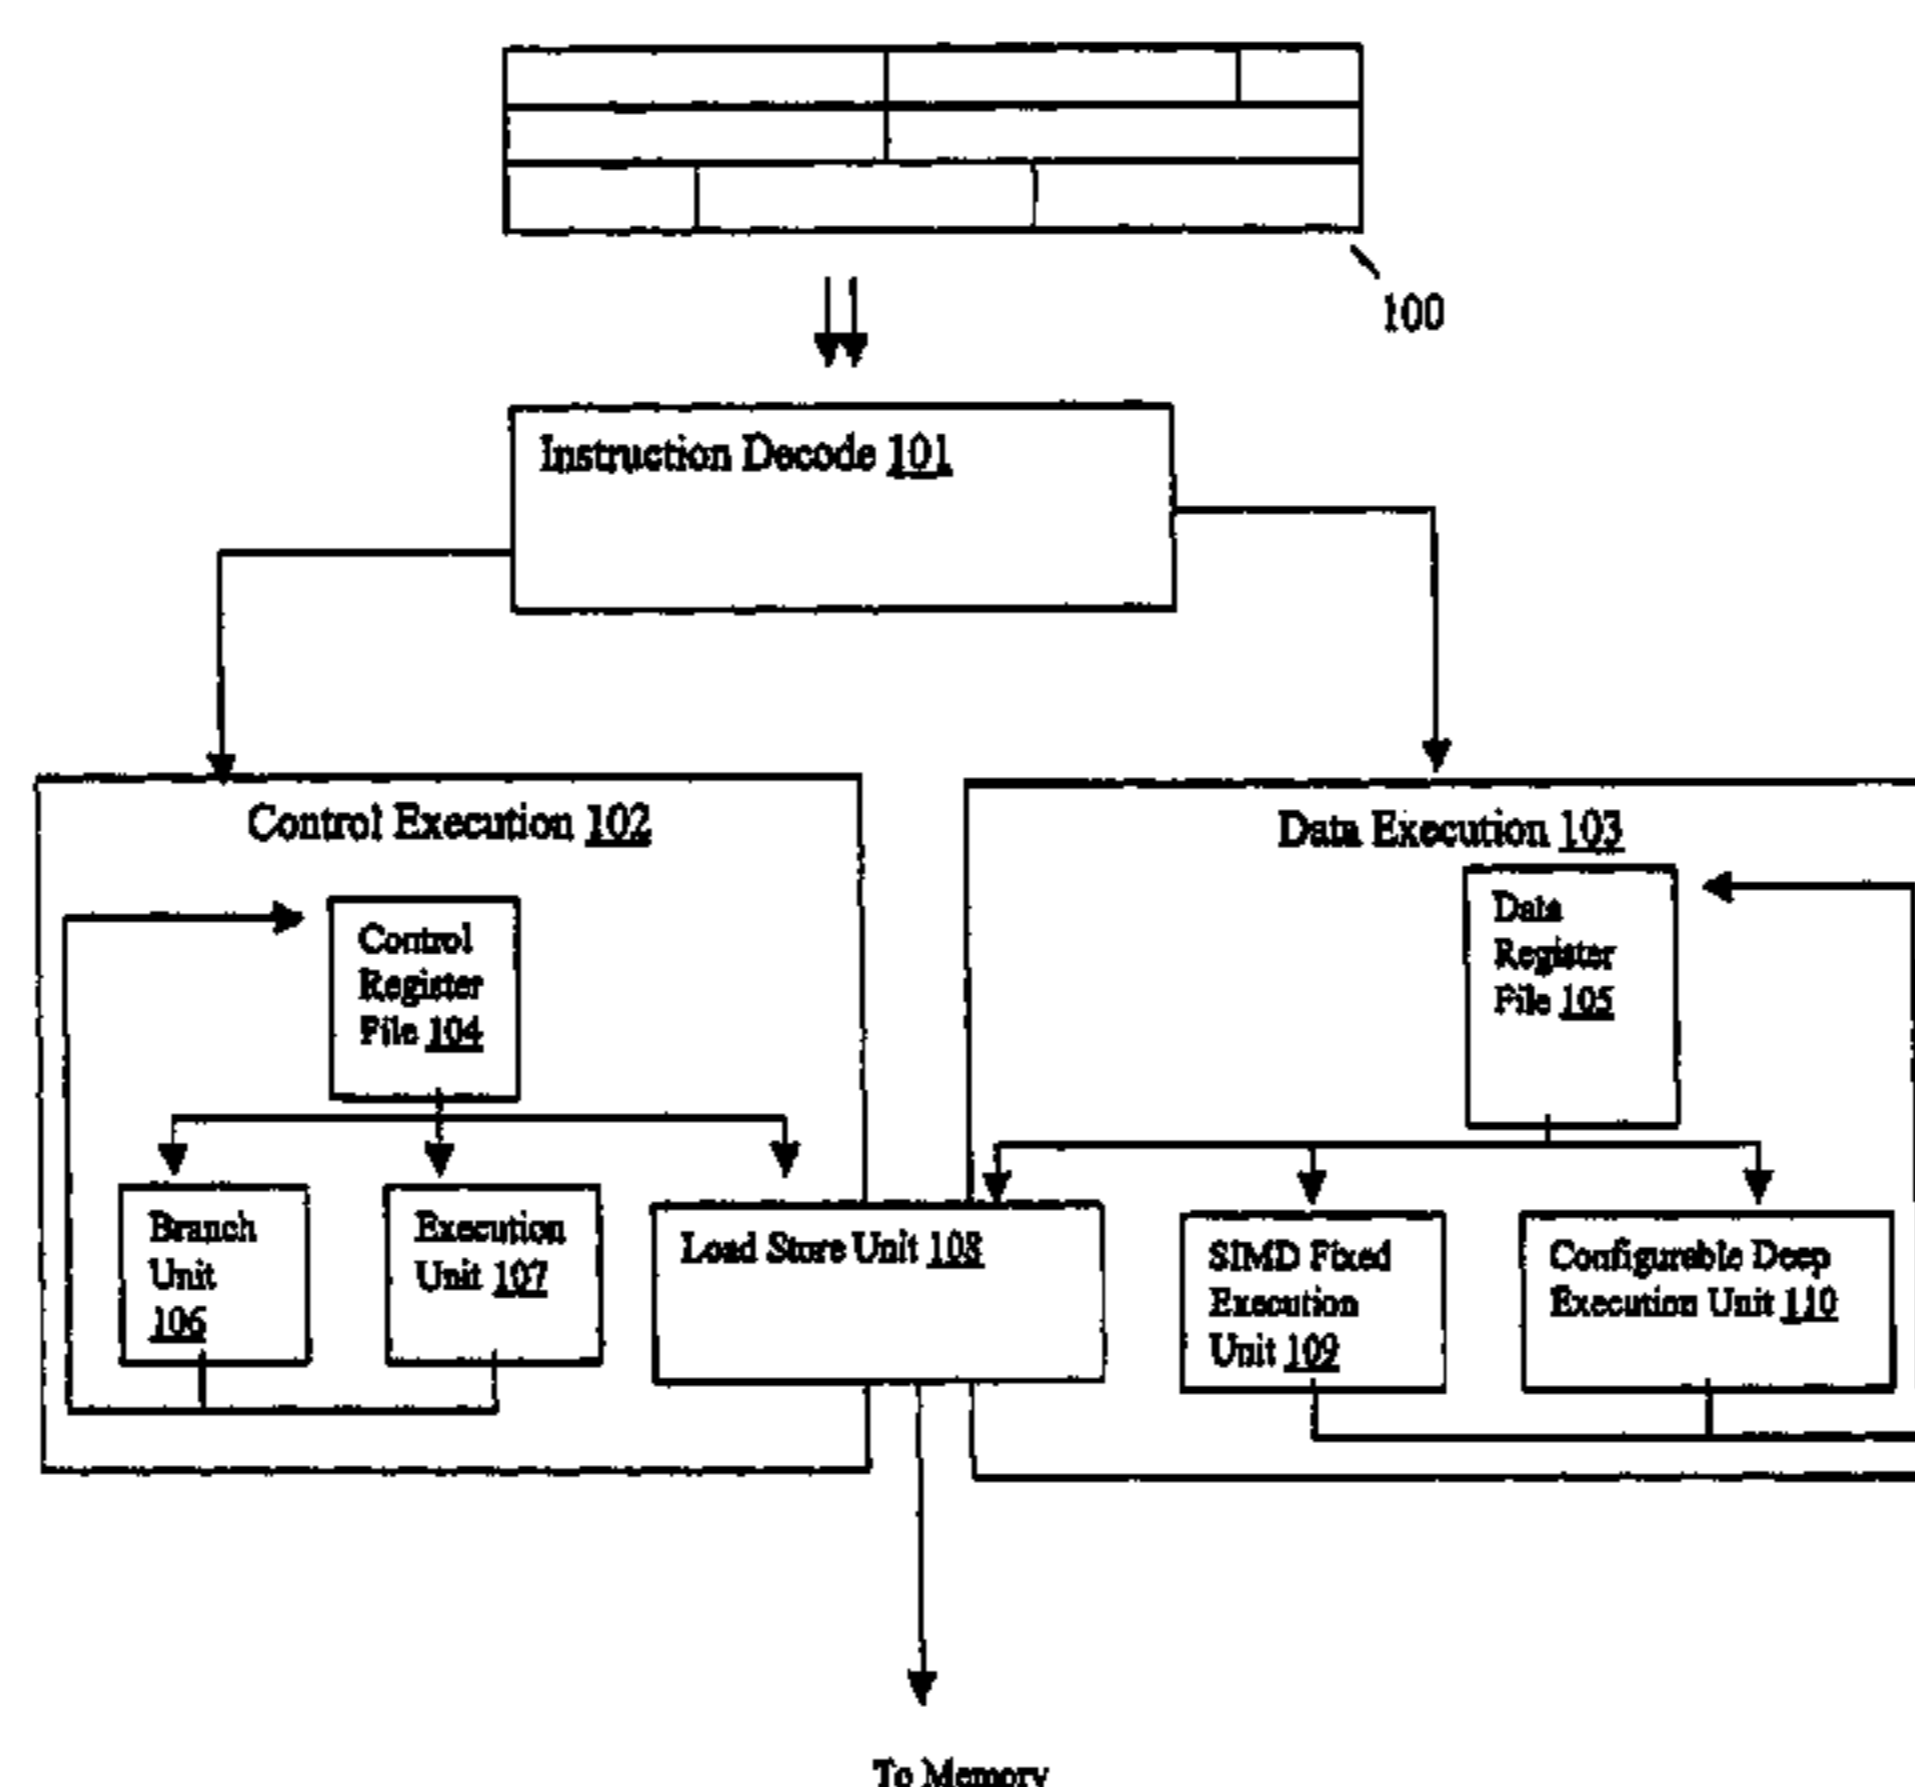 100
Instruction Decode 101
Control Execution 102
Data Execution 103
Control
Register
File 104
Data
Register
File 105
Branch
Unit
106
Execution
Unit 107
Load Store Unit 108
SIMD Fixed
Execution
Unit 109
Configurable Deep
Execution Unit 110
To Memory